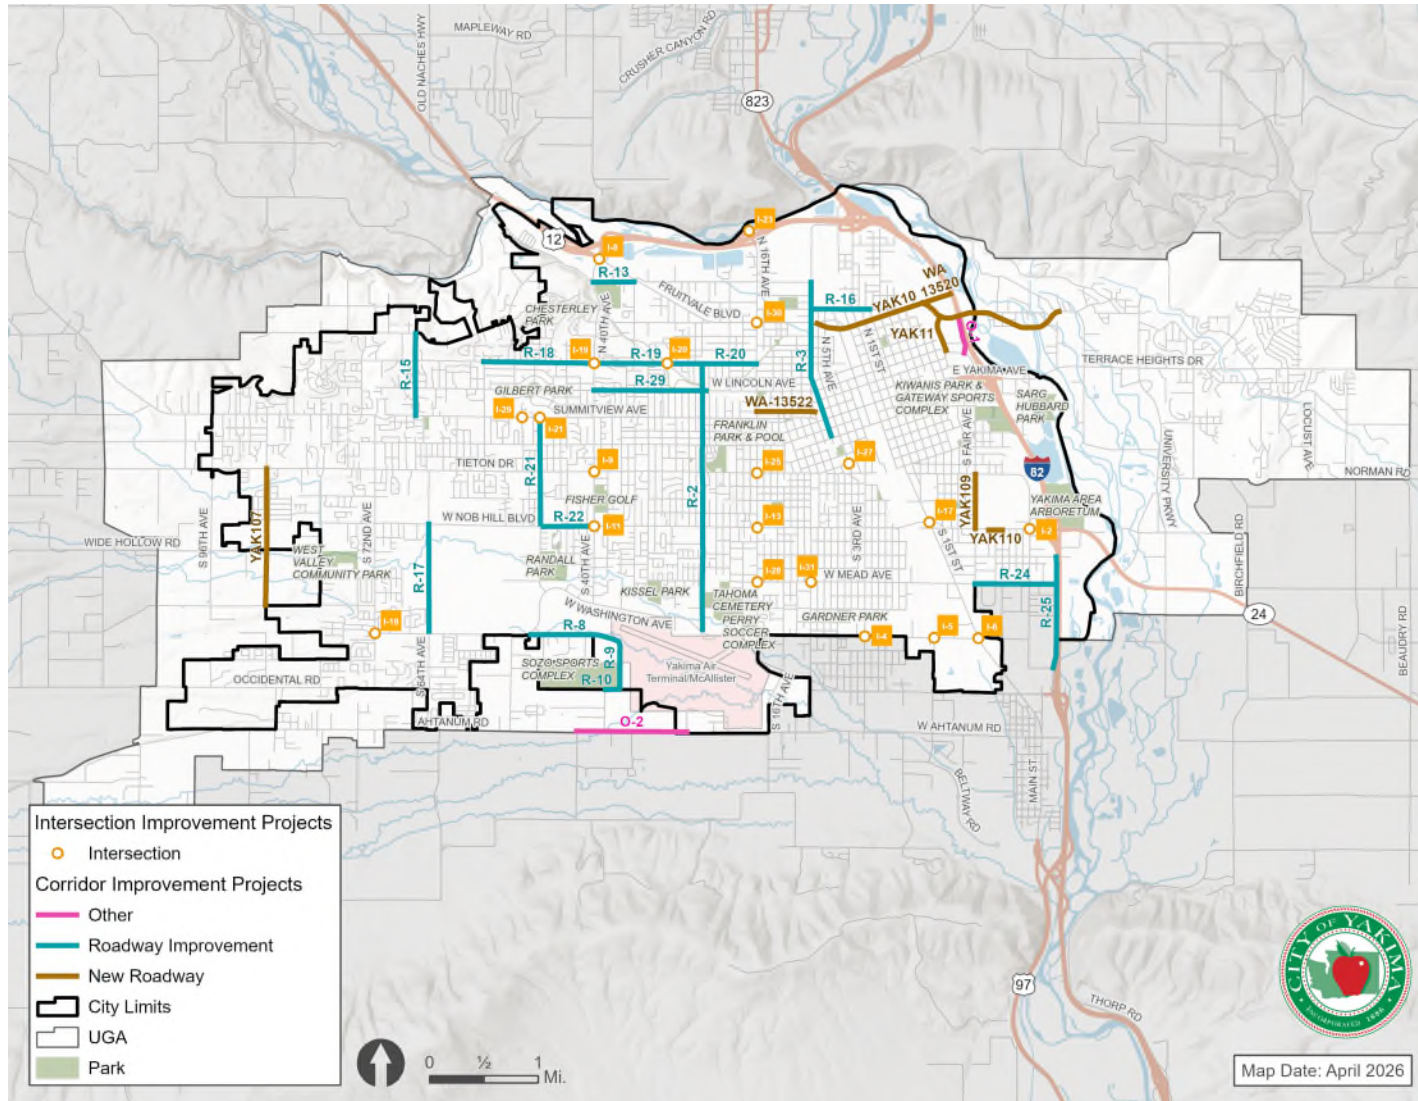 MAPLEWAY RD
OLD NACHES HWY
CRUSHER CANYON RD
823
12
I-8
I-23
N 16TH AVE
R-13
CHESTERLEY
PARK
N 40TH AVE
FRUITVALE BLVD
I-30
R-16
WA
13520
YAK10
YAK11
O-1
N 1ST ST
N 5TH AVE
R-3
R-15
R-18
I-19
R-19
I-20
R-20
R-29
W LINCOLN AVE
WA-13522
E YAKIMA AVE
TERRACE HEIGHTS DR
GILBERT PARK
SUMMITVIEW AVE
I-29
I-21
KIWANIS PARK &
GATEWAY SPORTS
COMPLEX
SARG
HUBBARD
PARK
FRANKLIN
PARK & POOL
LOCUST AVE
UNIVERSITY PKWY
NORMAN RD
S FAIR AVE
82
TIETON DR
R-21
I-9
R-2
I-25
I-27
FISHER GOLF
W NOB HILL BLVD
R-22
I-11
I-13
I-17
YAK109
YAK110
I-2
YAKIMA AREA
ARBORETUM
WIDE HOLLOW RD
S 96TH AVE
YAK107
S 72ND AVE
WEST
VALLEY
COMMUNITY PARK
R-17
RANDALL
PARK
S 40TH AVE
KISSEL PARK
I-28
I-31
W MEAD AVE
S 3RD AVE
S 1ST ST
R-24
R-25
BIRCHFIELD RD
24
BEAUDRY RD
TAHOMA
CEMETERY
PERRY
SOCCER
COMPLEX
GARDNER PARK
W WASHINGTON AVE
I-18
R-8
R-9
R-10
I-4
I-5
I-6
SOZO SPORTS
COMPLEX
Yakima Air
Terminal/McAllister
S 16TH AVE
OCCIDENTAL RD
S 64TH AVE
AHTANUM RD
O-2
W AHTANUM RD
MAIN ST
BELTWAY RD
97
THORP RD
Intersection Improvement Projects
Intersection
Corridor Improvement Projects
Other
Roadway Improvement
New Roadway
City Limits
UGA
Park
0 ½ 1
Mi.
CITY OF YAKIMA
INCORPORATED 1886
Map Date: April 2026